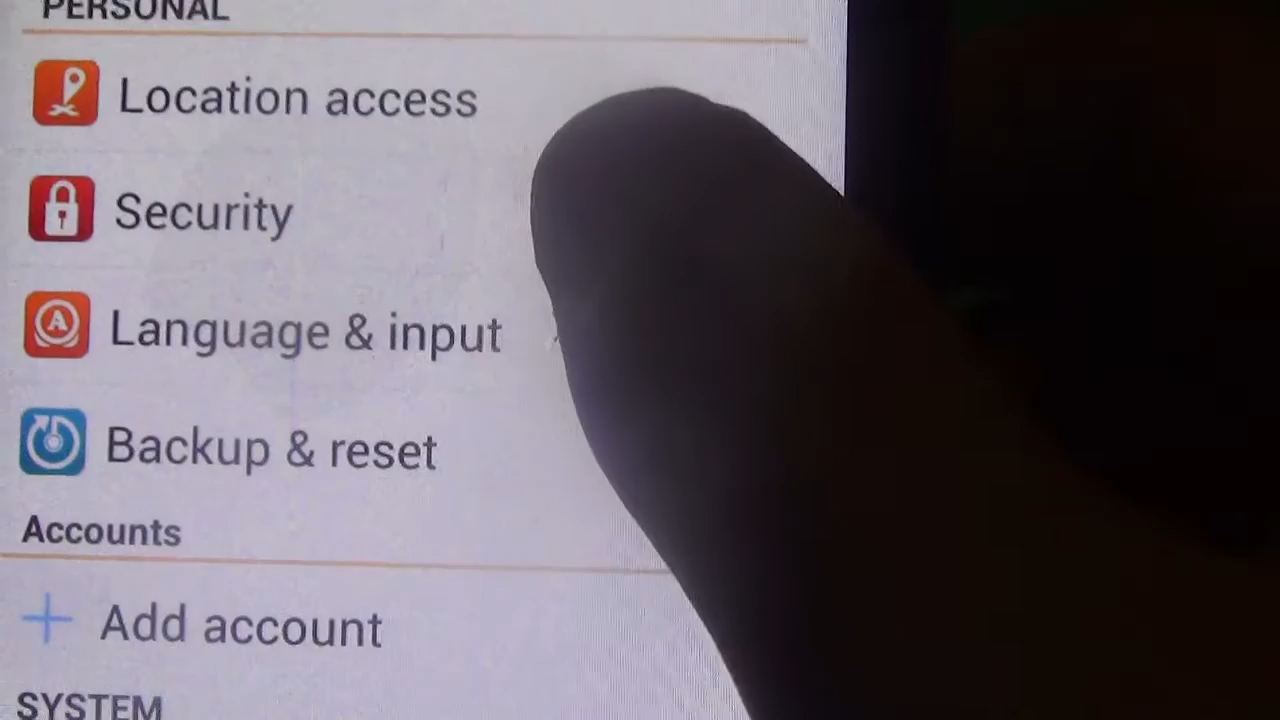 PERSONAL
Location access
Security
Language & input
Backup & reset
Accounts
Add account
SYSTEM